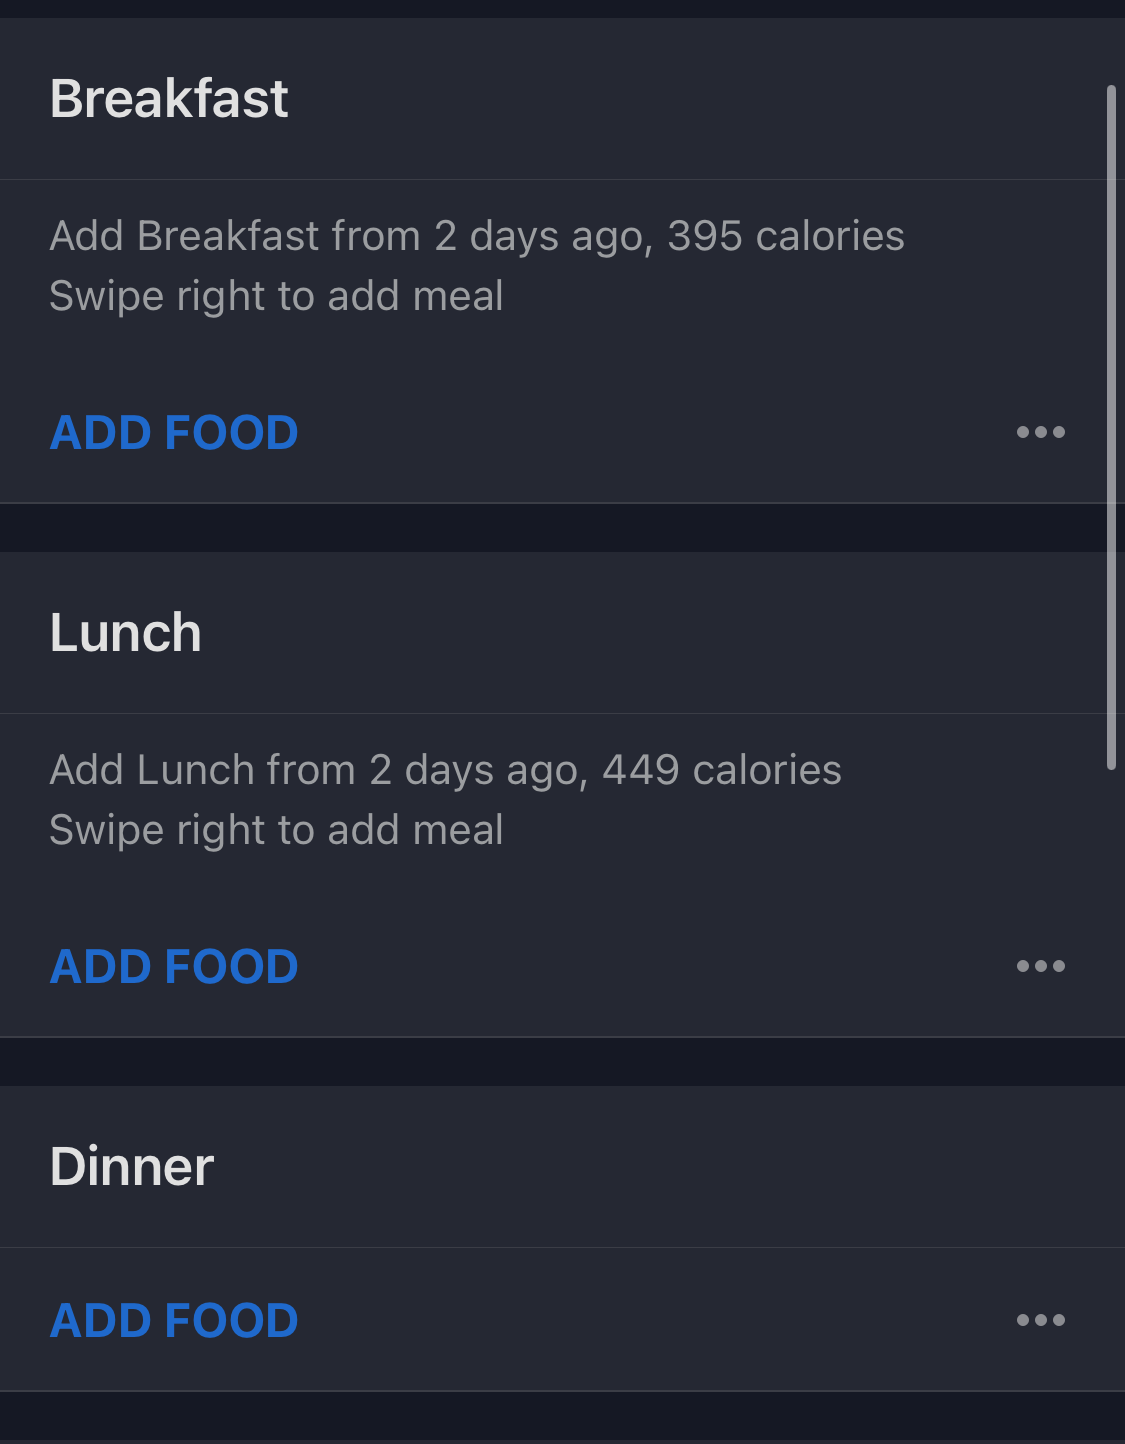 Breakfast
Add Breakfast from 2 days ago, 395 calories
Swipe right to add meal
ADD FOOD
Lunch
Add Lunch from 2 days ago, 449 calories
Swipe right to add meal
ADD FOOD
Dinner
ADD FOOD